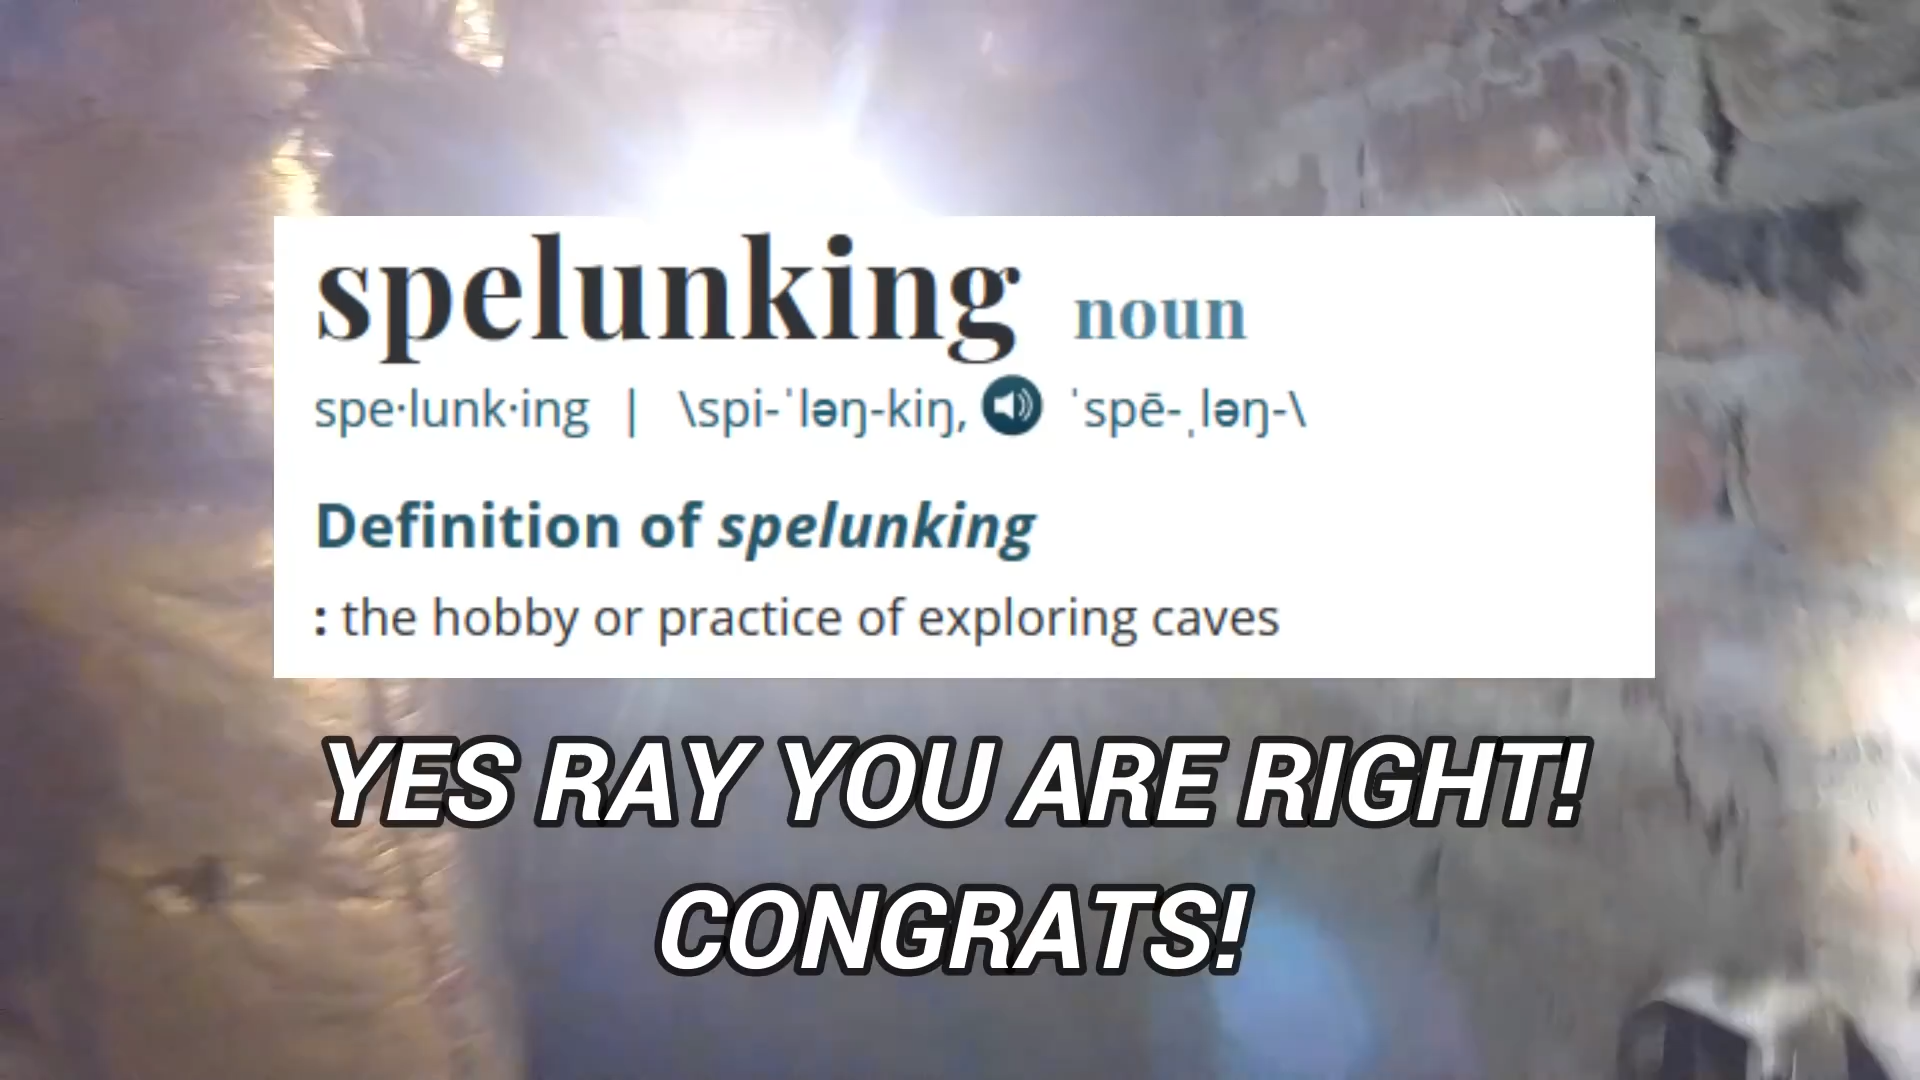 spelunking noun
spe·lunk·ing | \spi-ˈləŋ-kiŋ, ˈspē-ˌləŋ-\
Definition of spelunking
: the hobby or practice of exploring caves
YES RAY YOU ARE RIGHT!
CONGRATS!